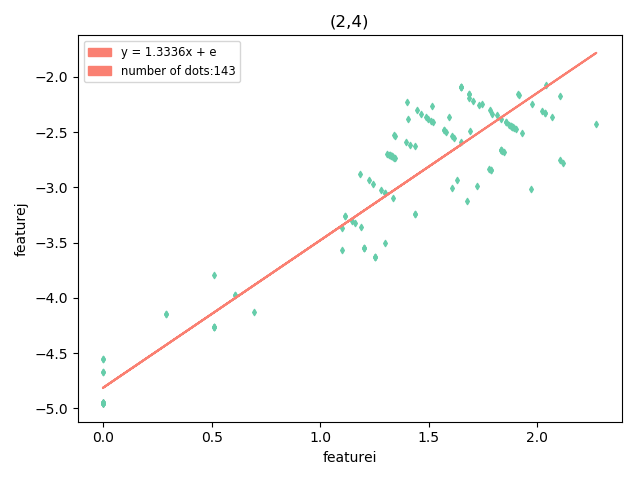 (2,4)
y = 1.3336x + e
number of dots:143
−2.0
−2.5
−3.0
−3.5
−4.0
−4.5
−5.0
featurej
0.0 0.5 1.0 1.5 2.0
featurei